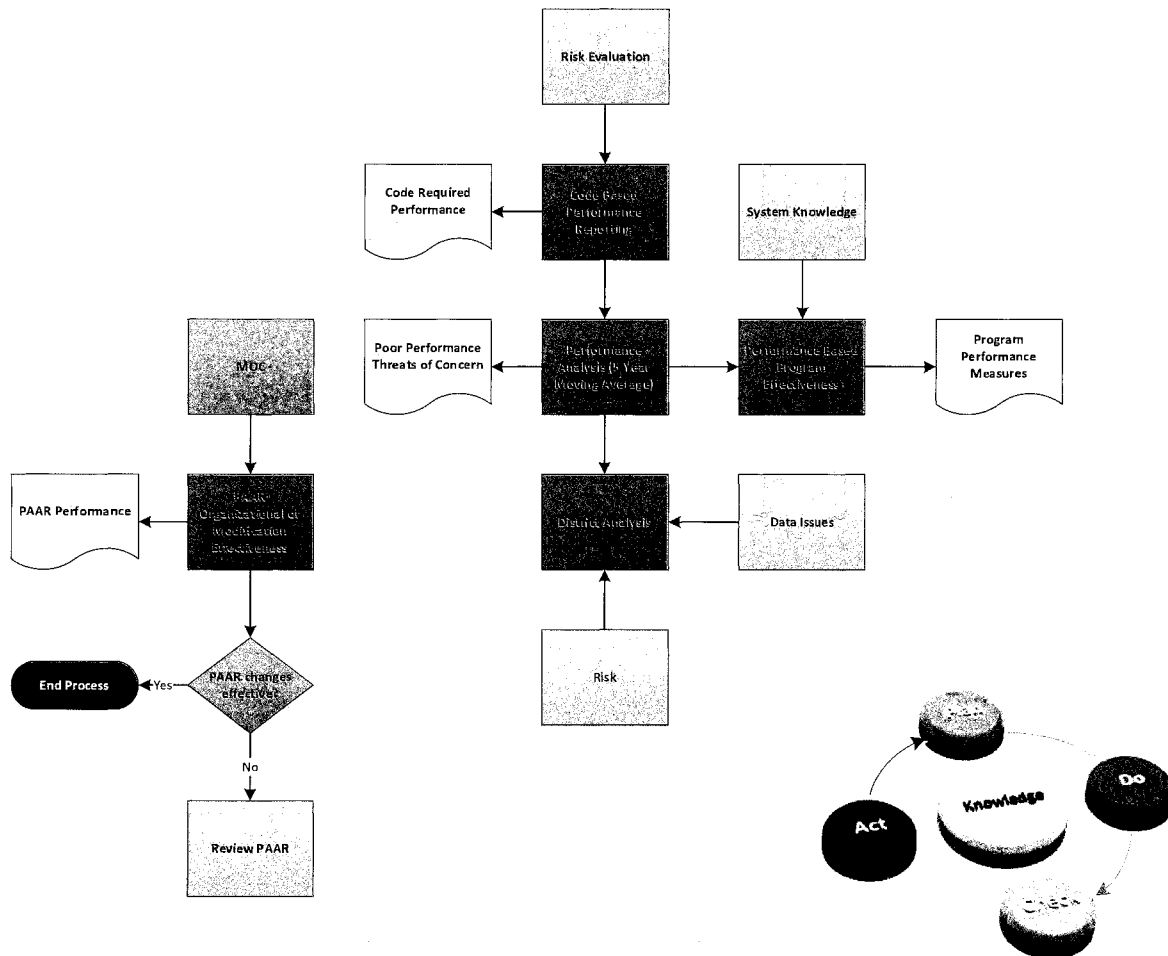 Risk Evaluation
Code Required
Performance
Code Based
Performance
Reporting
System Knowledge
MOC
Poor Performance
Threats of Concern
Performance
Analysis (5 Year
Moving Average)
Performance Based
Program
Effectiveness
Program
Performance
Measures
PAAR Performance
PAAR
Organizational or
Modification
Effectiveness
District Analysis
Data Issues
End Process
Yes
PAAR changes
effective?
Risk
No
Review PAAR
Do
Knowledge
Act
Check